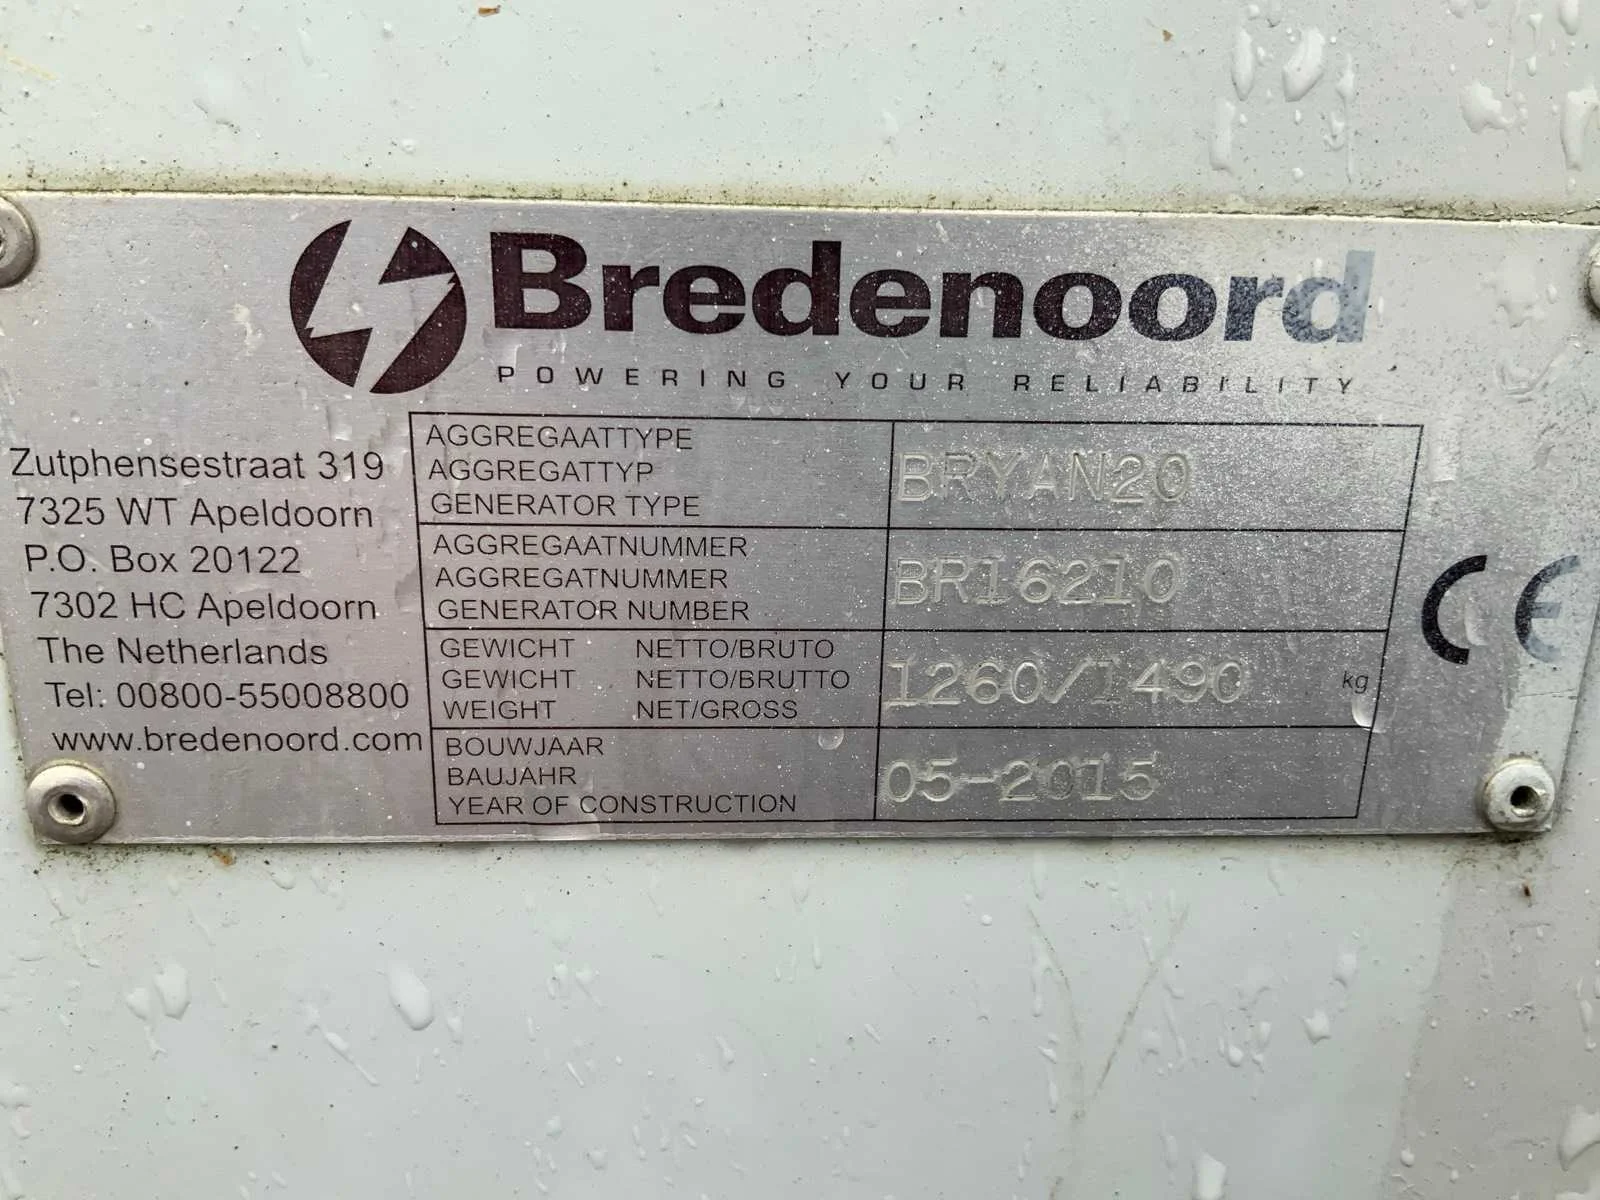 Bredenoord
POWERING YOUR RELIABILITY
Zutphensestraat 319
7325 WT Apeldoorn
P.O. Box 20122
7302 HC Apeldoorn
The Netherlands
Tel: 00800-55008800
www.bredenoord.com
AGGREGAATTYPE
AGGREGATTYP
GENERATOR TYPE
BRYAN20
AGGREGAATNUMMER
AGGREGATNUMMER
GENERATOR NUMBER
BR16210
GEWICHT NETTO/BRUTO
GEWICHT NETTO/BRUTTO
WEIGHT NET/GROSS
1260/1490 kg
BOUWJAAR
BAUJAHR
YEAR OF CONSTRUCTION
05-2015
CE